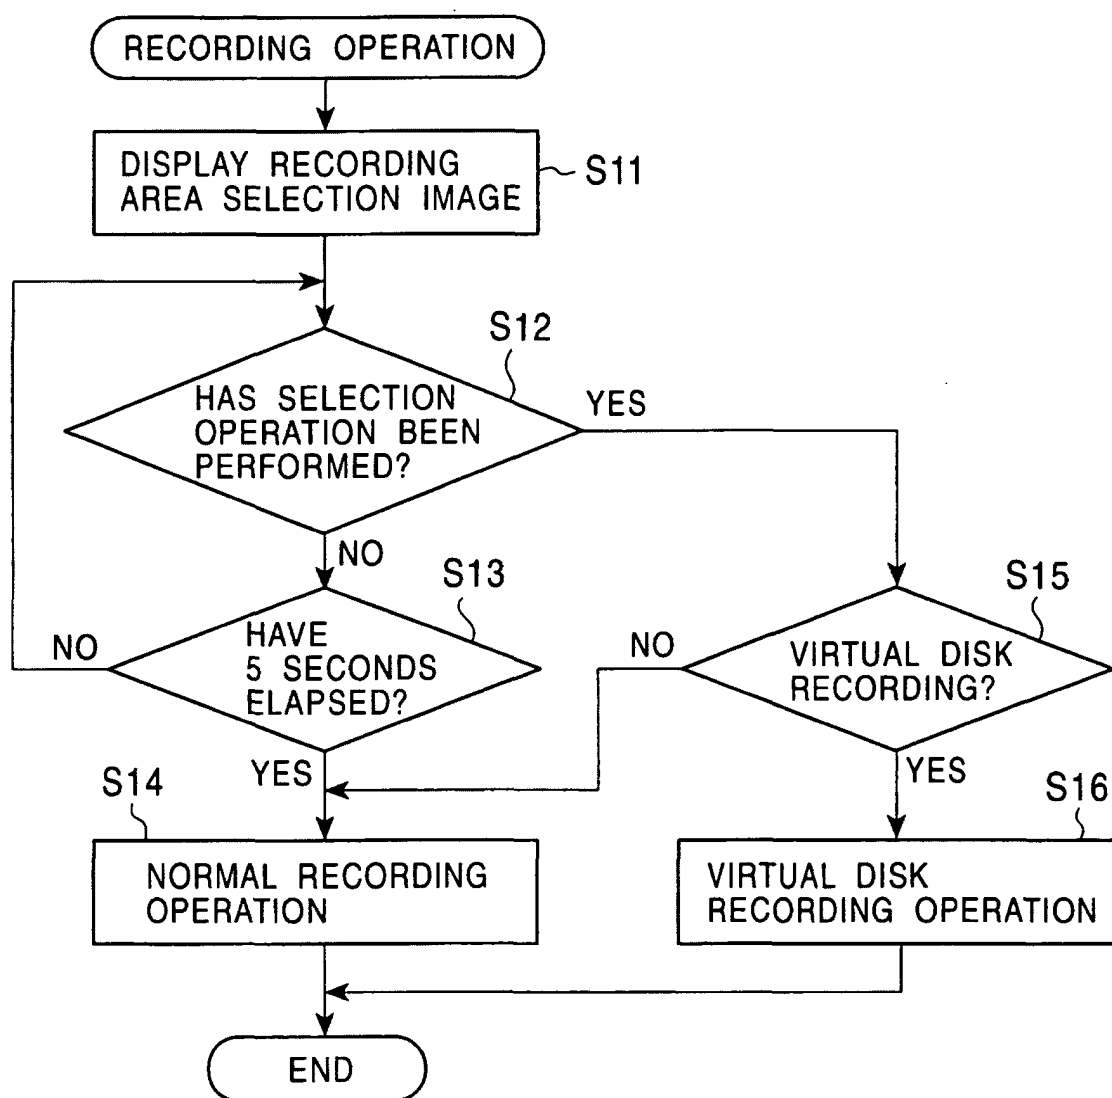 RECORDING OPERATION
DISPLAY RECORDING
AREA SELECTION IMAGE
S11
S12
HAS SELECTION
OPERATION BEEN
PERFORMED?
YES
NO
S13
HAVE
5 SECONDS
ELAPSED?
NO
YES
S15
VIRTUAL DISK
RECORDING?
NO
YES
S14
NORMAL RECORDING
OPERATION
S16
VIRTUAL DISK
RECORDING OPERATION
END